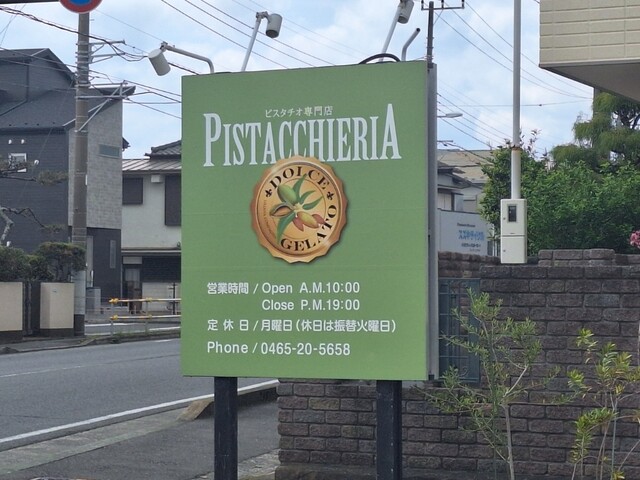 ピスタチオ専門店
PISTACCHIERIA
DOLCE
GELATO
営業時間 / Open A.M.10:00
Close P.M.19:00
定休日 / 月曜日(休日は振替火曜日)
Phone / 0465-20-5658